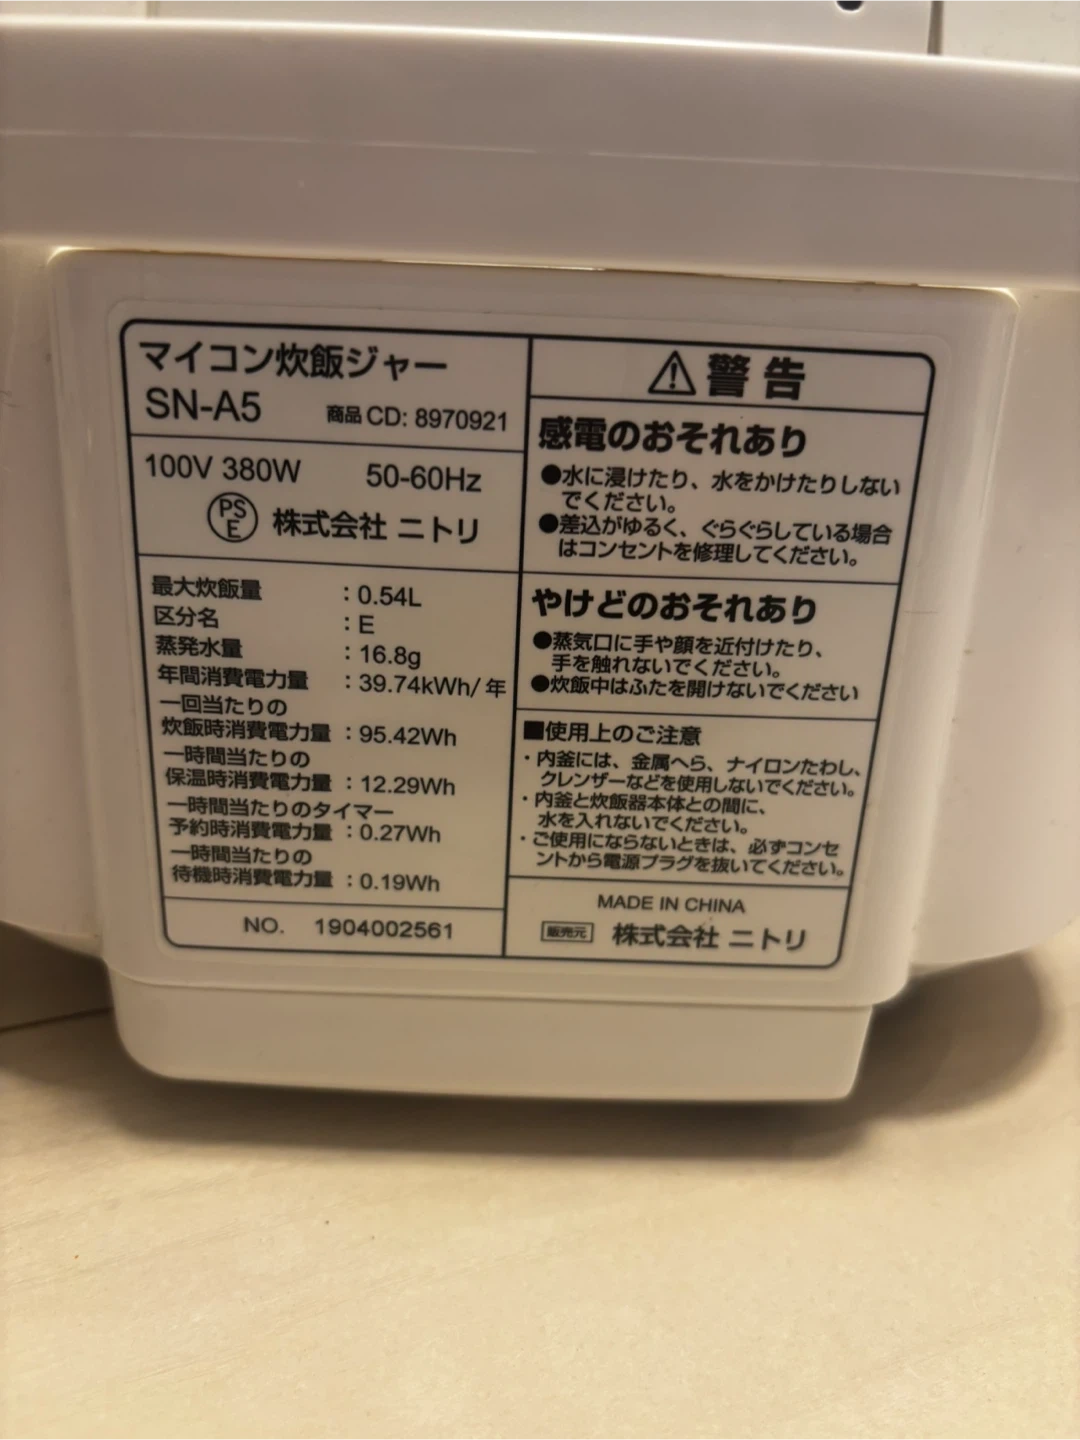 マイコン炊飯ジャー
SN-A5 商品CD: 8970921
100V 380W 50-60Hz
PSE 株式会社 ニトリ
最大炊飯量 : 0.54L
区分名 : E
蒸発水量 : 16.8g
年間消費電力量 : 39.74kWh/年
一回当たりの
炊飯時消費電力量 : 95.42Wh
一時間当たりの
保温時消費電力量 : 12.29Wh
一時間当たりのタイマー
予約時消費電力量 : 0.27Wh
一時間当たりの
待機時消費電力量 : 0.19Wh
NO. 1904002561
警告
感電のおそれあり
●水に浸けたり、水をかけたりしない
でください。
●差込がゆるく、ぐらぐらしている場合
はコンセントを修理してください。
やけどのおそれあり
●蒸気口に手や顔を近付けたり、
手を触れないでください。
●炊飯中はふたを開けないでください
■使用上のご注意
・内釜には、金属へら、ナイロンたわし、
クレンザーなどを使用しないでください。
・内釜と炊飯器本体との間に、
水を入れないでください。
・ご使用にならないときは、必ずコンセ
ントから電源プラグを抜いてください。
MADE IN CHINA
販売元 株式会社 ニトリ